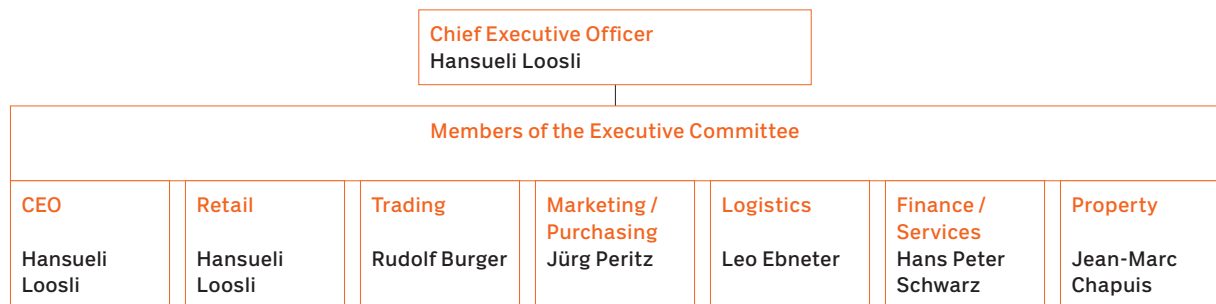 Chief Executive Officer
Hansueli Loosli
Members of the Executive Committee
CEO
Hansueli
Loosli
Retail
Hansueli
Loosli
Trading
Rudolf Burger
Marketing /
Purchasing
Jürg Peritz
Logistics
Leo Ebneter
Finance /
Services
Hans Peter
Schwarz
Property
Jean-Marc
Chapuis